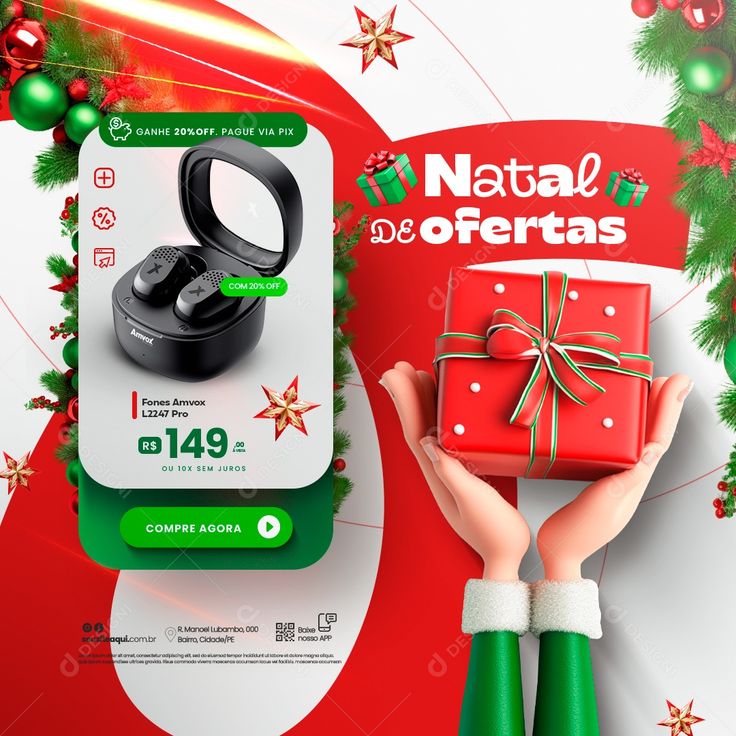 GANHE 20%OFF. PAGUE VIA PIX
Natal
DE ofertas
COM 20% OFF
Amvox
Fones Amvox
L2247 Pro
R$ 149,00
À VISTA
OU 10X SEM JUROS
COMPRE AGORA
R. Manoel Lubambo, 000
Bairro, Cidade/PE
Baixe
nosso APP
DESIGNI